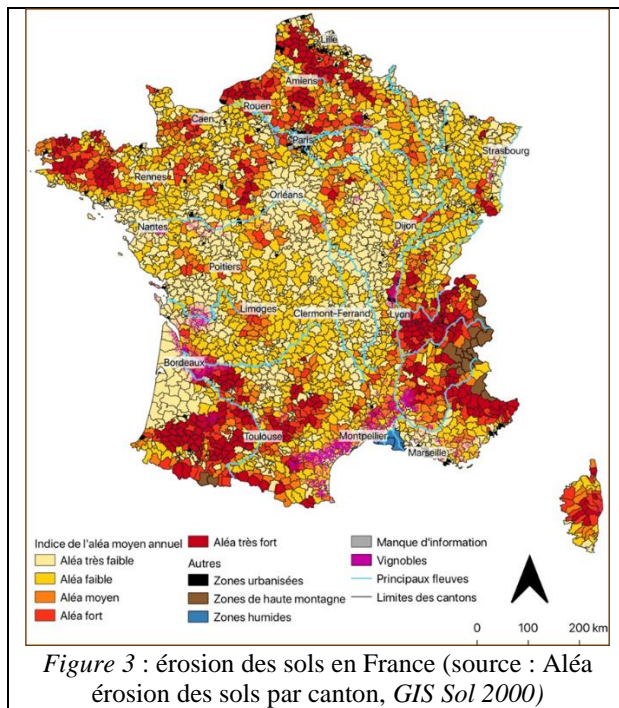 Lille
Amiens
Rouen
Caen
Paris
Strasbourg
Rennes
Orléans
Nantes
Dijon
Poitiers
Limoges
Clermont-Ferrand
Lyon
Bordeaux
Toulouse
Montpellier
Marseille
Indice de l'aléa moyen annuel
Aléa très faible
Aléa faible
Aléa moyen
Aléa fort
Aléa très fort
Autres
Zones urbanisées
Zones de haute montagne
Zones humides
Manque d'information
Vignobles
Principaux fleuves
Limites des cantons
0 100 200 km
Figure 3 : érosion des sols en France (source : Aléa
érosion des sols par canton, GIS Sol 2000)